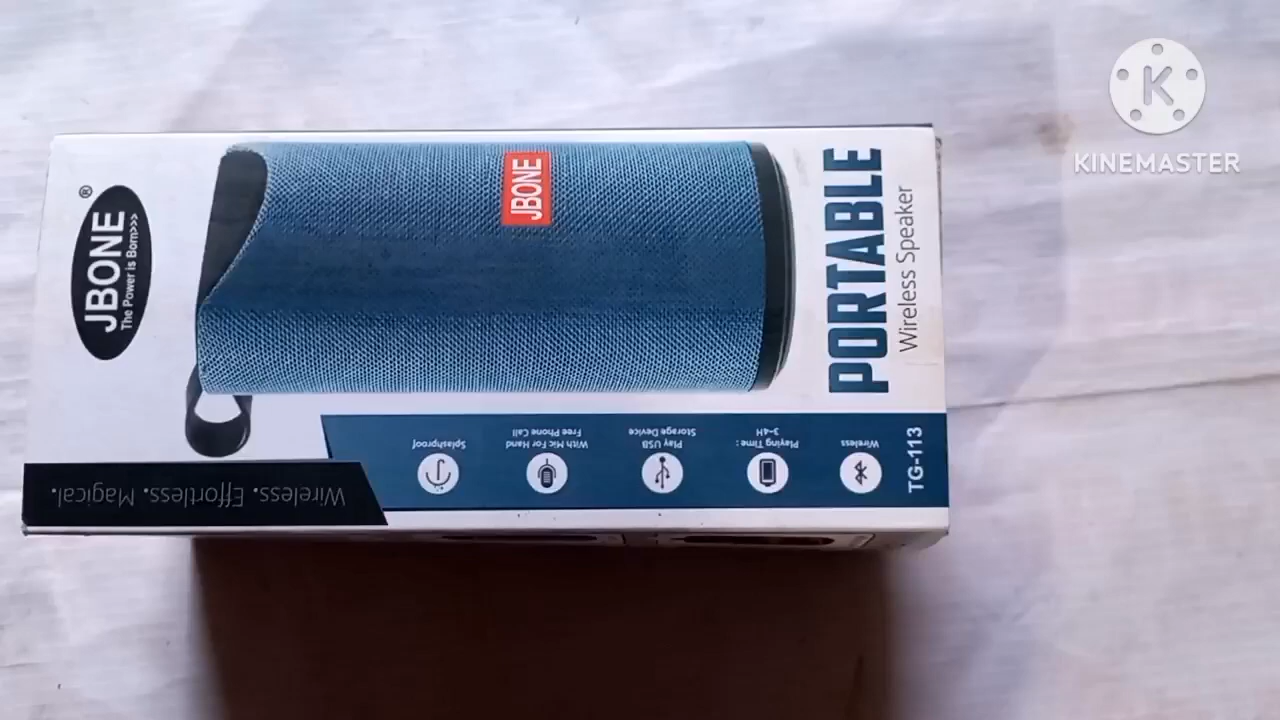 JBONE®
The Power is Born>>>
JBONE
PORTABLE
Wireless Speaker
TG-113
Wireless
Playing Time :
3-4H
Play USB
Storage Device
With Mic For Hand
Free Phone Call
Splashproof
Wireless. Effortless. Magical.
K
KINEMASTER